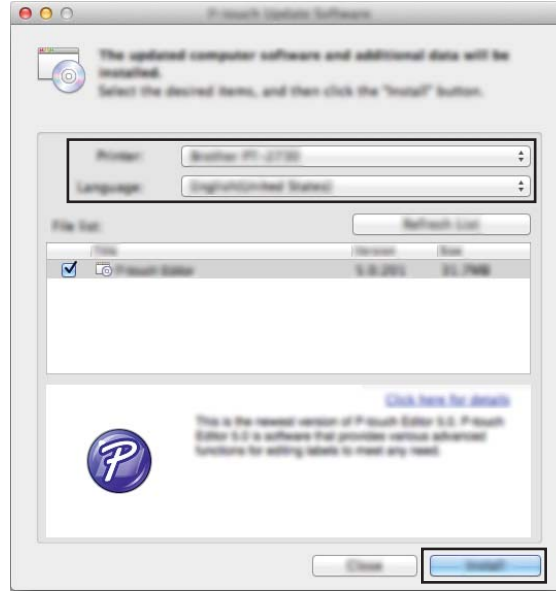 P-touch Update Software
The updated computer software and additional data will be
installed.
Select the desired items, and then click the "Install" button.
Printer: Brother PT-2730
Language: English(United States)
File list: Refresh List
Title Version Size
P-touch Editor 5.0.201 31.7MB
Click here for details
This is the newest version of P-touch Editor 5.0. P-touch
Editor 5.0 is software that provides various advanced
functions for editing labels to meet any need.
P
Close Install